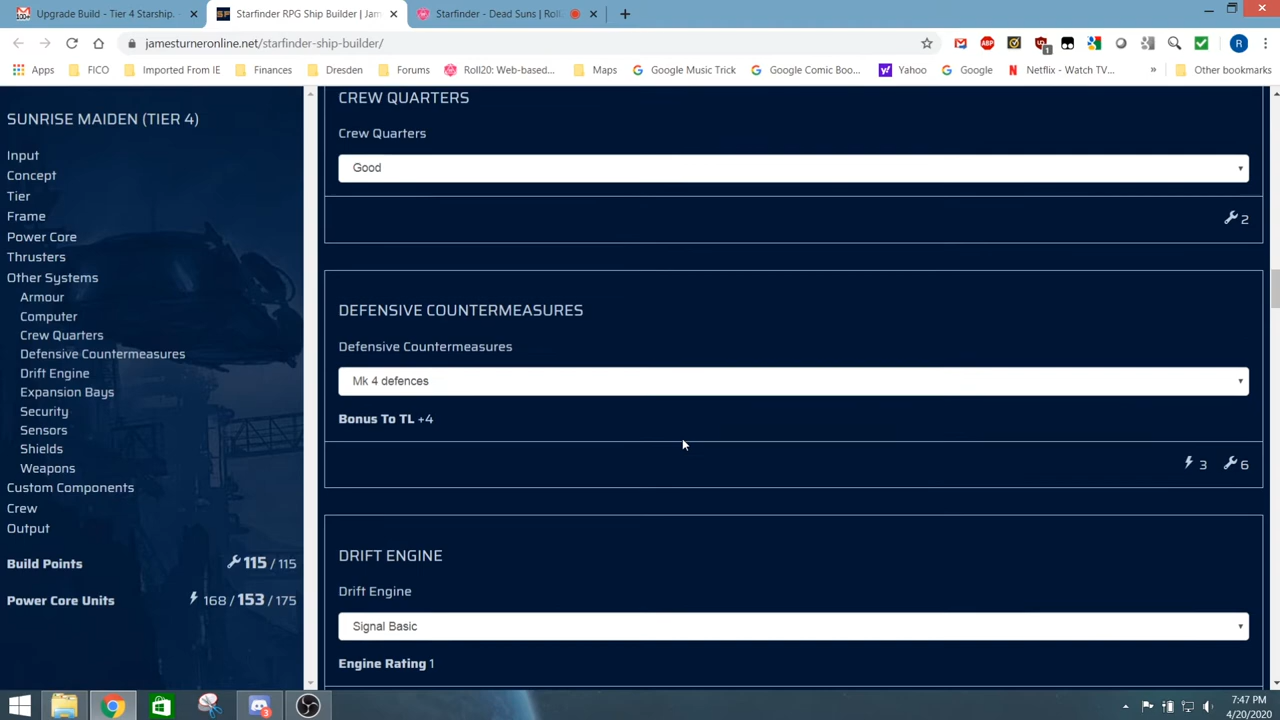 Upgrade Build - Tier 4 Starship.
Starfinder RPG Ship Builder | Jam
Starfinder - Dead Suns | Roll
jamesturneronline.net/starfinder-ship-builder/
Apps
FICO
Imported From IE
Finances
Dresden
Forums
Roll20: Web-based...
Maps
Google Music Trick
Google Comic Boo...
Yahoo
Google
Netflix - Watch TV...
»
Other bookmarks
SUNRISE MAIDEN (TIER 4)
Input
Concept
Tier
Frame
Power Core
Thrusters
Other Systems
Armour
Computer
Crew Quarters
Defensive Countermeasures
Drift Engine
Expansion Bays
Security
Sensors
Shields
Weapons
Custom Components
Crew
Output
Build Points 115 / 115
Power Core Units 168 / 153 / 175
CREW QUARTERS
Crew Quarters
Good
2
DEFENSIVE COUNTERMEASURES
Defensive Countermeasures
Mk 4 defences
Bonus To TL +4
3 6
DRIFT ENGINE
Drift Engine
Signal Basic
Engine Rating 1
7:47 PM
4/20/2020